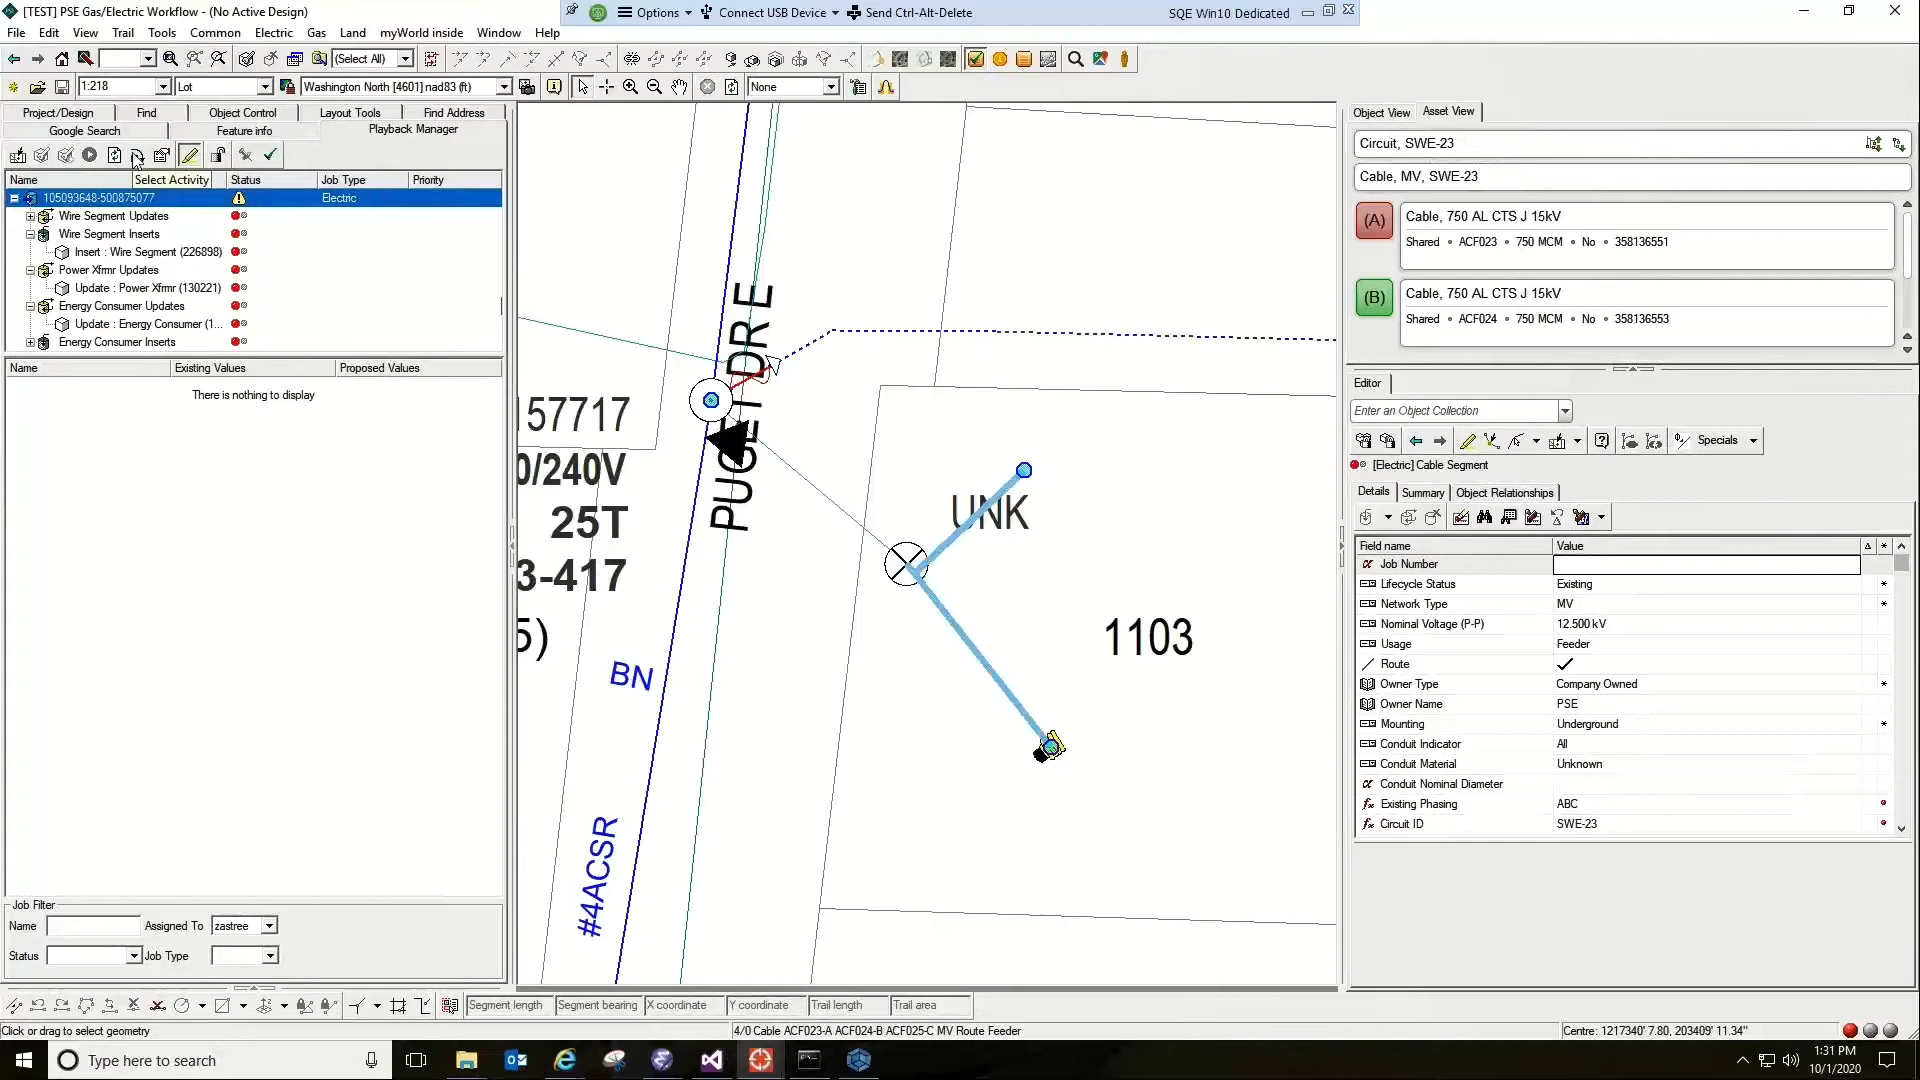 [TEST] PSE Gas/Electric Workflow - (No Active Design)
Options
Connect USB Device
Send Ctrl-Alt-Delete
SQE Win10 Dedicated
File Edit View Trail Tools Common Electric Gas Land myWorld inside Window Help
(Select All)
1:218
Lot
Washington North [4601] nad83 (ft)
None
Project/Design Find Object Control Layout Tools Find Address
Google Search Feature info Playback Manager
Name Select Activity Status Job Type Priority
105093648-500875077 Electric
Wire Segment Updates
Wire Segment Inserts
Insert : Wire Segment (226898)
Power Xfrmr Updates
Update : Power Xfrmr (130221)
Energy Consumer Updates
Update : Energy Consumer (1...
Energy Consumer Inserts
Name Existing Values Proposed Values
There is nothing to display
Job Filter
Name Assigned To zastree
Status Job Type
157717
0/240V
25T
3-417
5)
PUGET DRE
BN
#4ACSR
UNK
1103
Object View Asset View
Circuit, SWE-23
Cable, MV, SWE-23
(A)
Cable, 750 AL CTS J 15kV
Shared • ACF023 • 750 MCM • No • 358136551
(B)
Cable, 750 AL CTS J 15kV
Shared • ACF024 • 750 MCM • No • 358136553
Editor
Enter an Object Collection
Specials
[Electric] Cable Segment
Details Summary Object Relationships
Field name Value
Job Number
Lifecycle Status Existing *
Network Type MV *
Nominal Voltage (P-P) 12.500 kV
Usage Feeder
Route
Owner Type Company Owned *
Owner Name PSE
Mounting Underground *
Conduit Indicator All
Conduit Material Unknown
Conduit Nominal Diameter
Existing Phasing ABC
Circuit ID SWE-23
Segment length Segment bearing X coordinate Y coordinate Trail length Trail area
Click or drag to select geometry
4/0 Cable ACF023-A ACF024-B ACF025-C MV Route Feeder
Centre: 1217340' 7.80, 203409' 11.34"
Type here to search
1:31 PM
10/1/2020